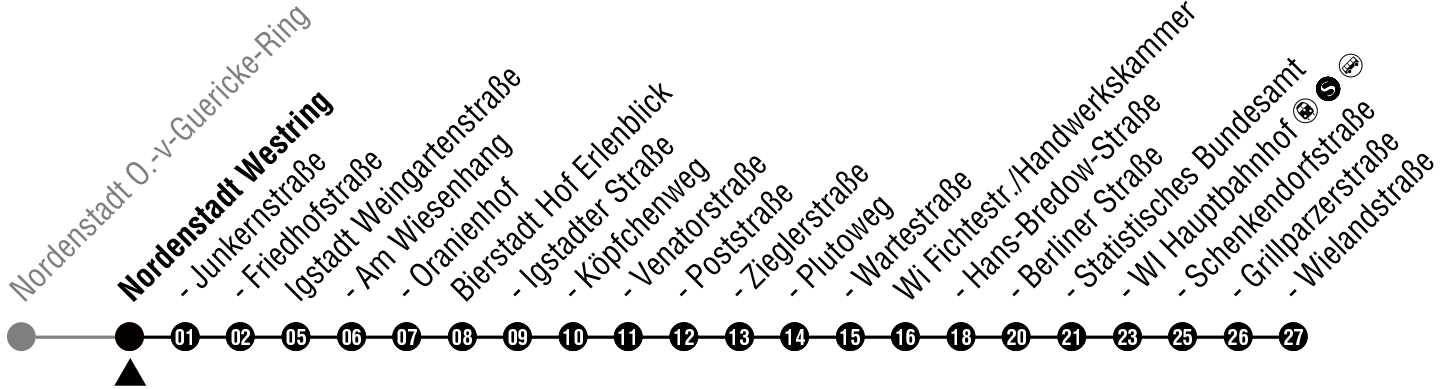 Nordenstadt O.-v-Guericke-Ring
Nordenstadt Westring
- Junkernstraße
- Friedhofstraße
Igstadt Weingartenstraße
- Am Wiesenhang
- Oranienhof
Bierstadt Hof Erlenblick
- Igstadter Straße
- Köpfchenweg
- Venatorstraße
- Poststraße
- Zieglerstraße
- Plutoweg
- Wartestraße
Wi Fichtestr./Handwerkskammer
- Hans-Bredow-Straße
- Berliner Straße
- Statistisches Bundesamt
- WI Hauptbahnhof S
- Schenkendorfstraße
- Grillparzerstraße
- Wielandstraße
01 02 05 06 07 08 09 10 11 12 13 14 15 16 18 20 21 23 25 26 27